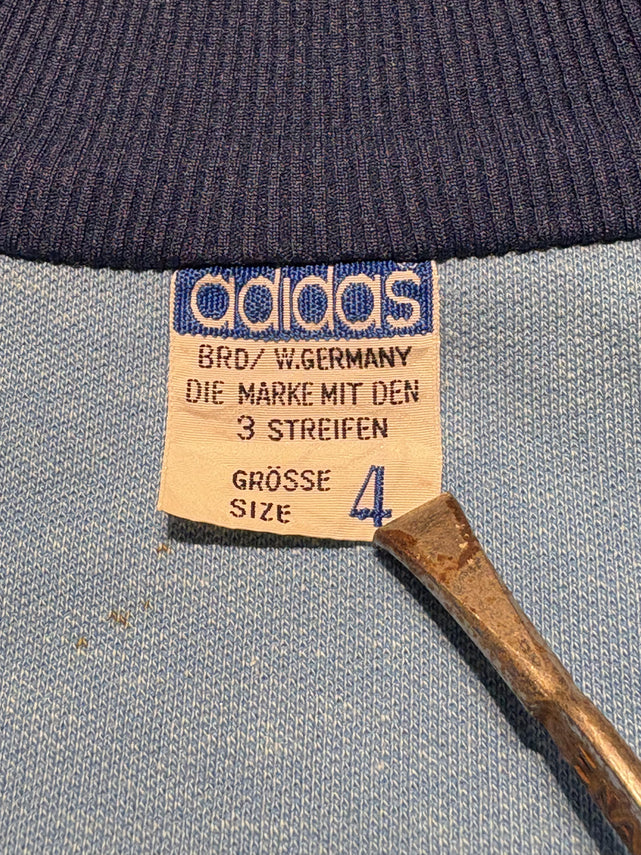 adidas
BRD/ W.GERMANY
DIE MARKE MIT DEN
3 STREIFEN
GRÖSSE
SIZE 4